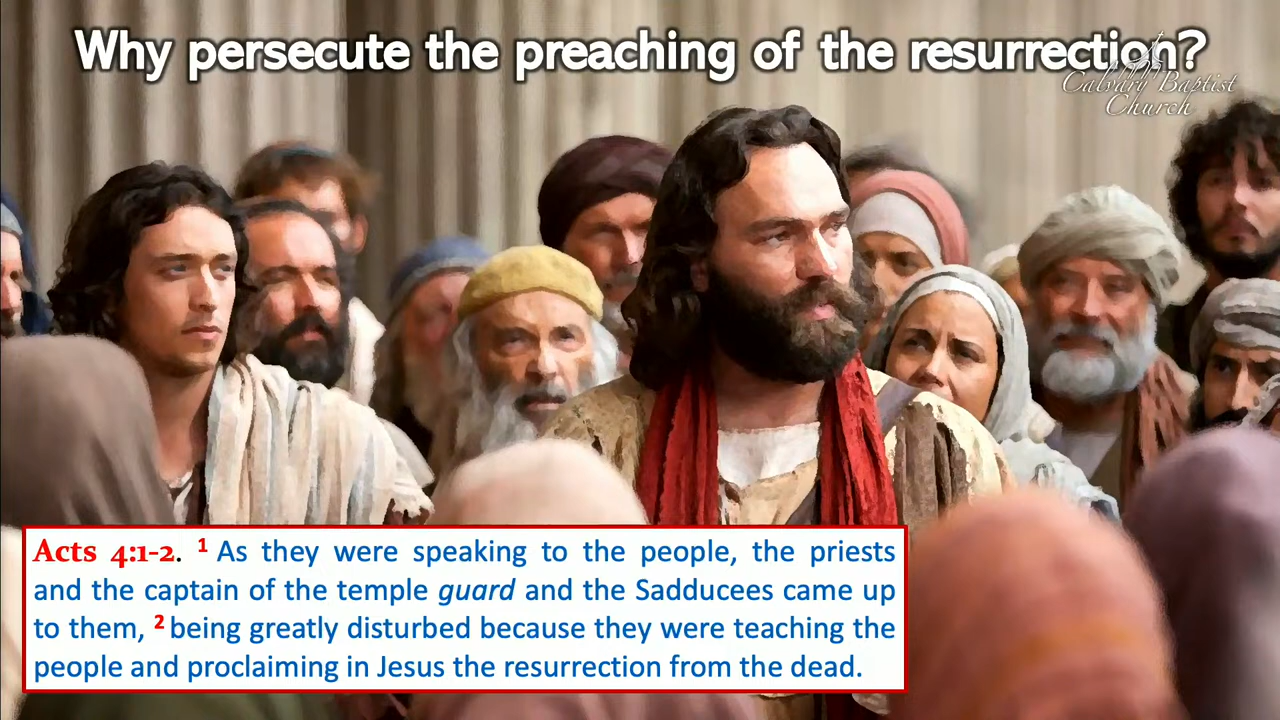 Why persecute the preaching of the resurrection?
Calvary Baptist
Church
Acts 4:1-2. 1 As they were speaking to the people, the priests
and the captain of the temple guard and the Sadducees came up
to them, 2 being greatly disturbed because they were teaching the
people and proclaiming in Jesus the resurrection from the dead.